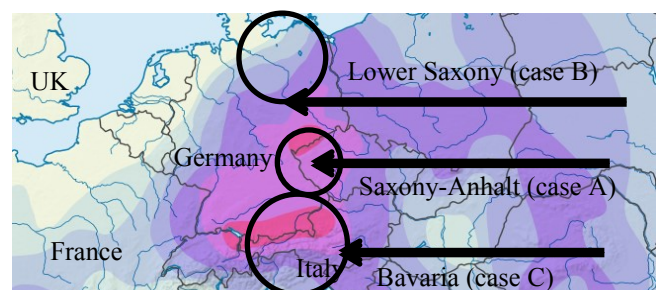 UK
Lower Saxony (case B)
Germany
Saxony-Anhalt (case A)
France
Italy
Bavaria (case C)